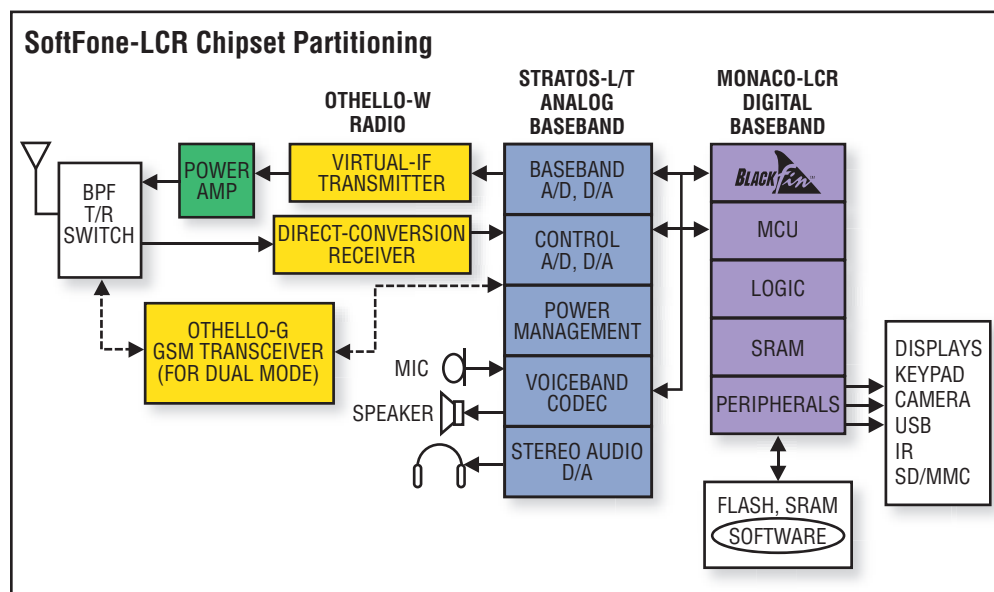 SoftFone-LCR Chipset Partitioning
OTHELLO-W
RADIO
STRATOS-L/T
ANALOG
BASEBAND
MONACO-LCR
DIGITAL
BASEBAND
BPF
T/R
SWITCH
POWER
AMP
VIRTUAL-IF
TRANSMITTER
DIRECT-CONVERSION
RECEIVER
OTHELLO-G
GSM TRANSCEIVER
(FOR DUAL MODE)
MIC
SPEAKER
BASEBAND
A/D, D/A
CONTROL
A/D, D/A
POWER
MANAGEMENT
VOICEBAND
CODEC
STEREO AUDIO
D/A
BLACKfin™
MCU
LOGIC
SRAM
PERIPHERALS
FLASH, SRAM
SOFTWARE
DISPLAYS
KEYPAD
CAMERA
USB
IR
SD/MMC